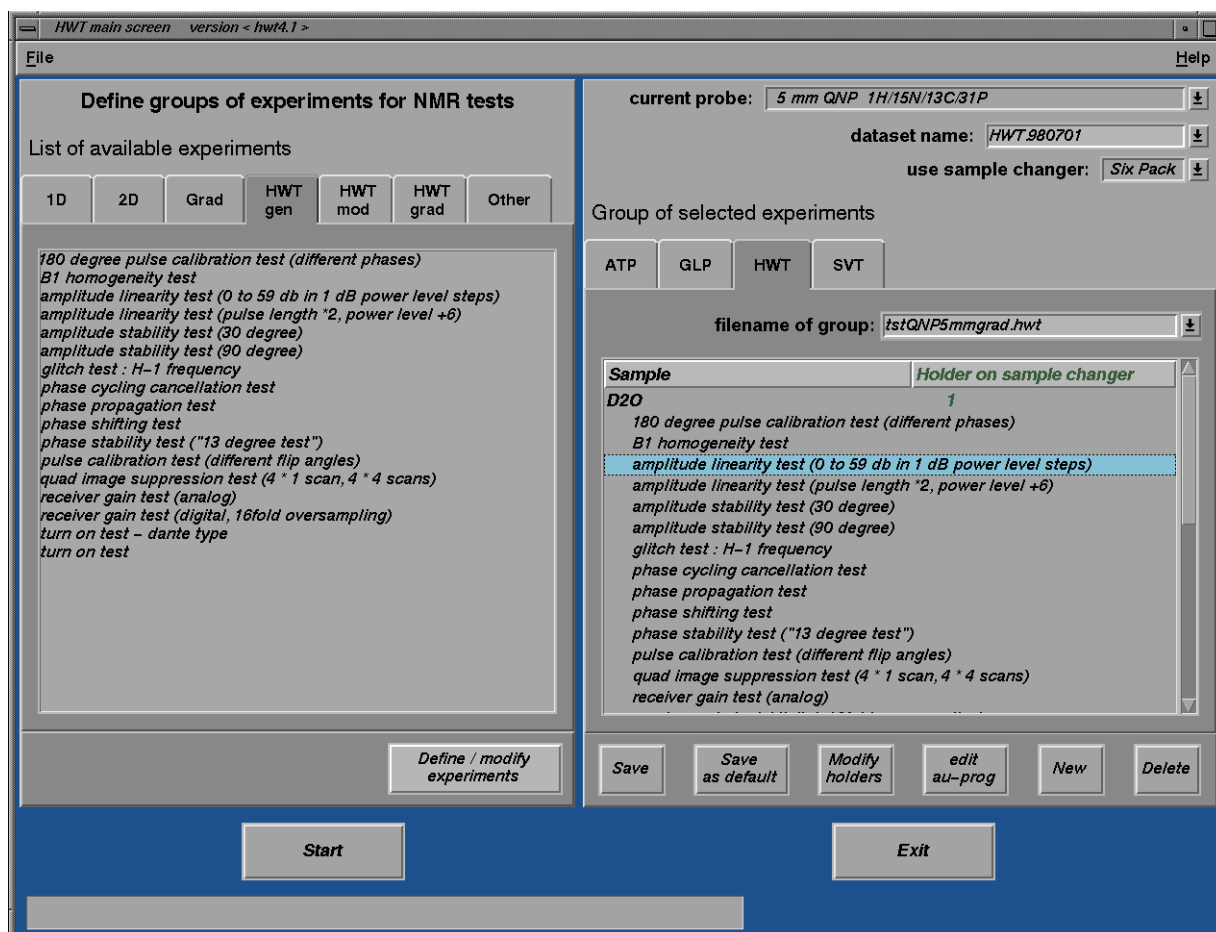 HWT main screen version < hwt4.1 >
File
Help
Define groups of experiments for NMR tests
List of available experiments
1D
2D
Grad
HWT
gen
HWT
mod
HWT
grad
Other
180 degree pulse calibration test (different phases)
B1 homogeneity test
amplitude linearity test (0 to 59 db in 1 dB power level steps)
amplitude linearity test (pulse length *2, power level +6)
amplitude stability test (30 degree)
amplitude stability test (90 degree)
glitch test : H-1 frequency
phase cycling cancellation test
phase propagation test
phase shifting test
phase stability test ("13 degree test")
pulse calibration test (different flip angles)
quad image suppression test (4 * 1 scan, 4 * 4 scans)
receiver gain test (analog)
receiver gain test (digital, 16fold oversampling)
turn on test - dante type
turn on test
Define / modify
experiments
current probe: 5 mm QNP 1H/15N/13C/31P
dataset name: HWT.980701
use sample changer: Six Pack
Group of selected experiments
ATP
GLP
HWT
SVT
filename of group: tstQNP5mmgrad.hwt
Sample Holder on sample changer
D2O 1
180 degree pulse calibration test (different phases)
B1 homogeneity test
amplitude linearity test (0 to 59 db in 1 dB power level steps)
amplitude linearity test (pulse length *2, power level +6)
amplitude stability test (30 degree)
amplitude stability test (90 degree)
glitch test : H-1 frequency
phase cycling cancellation test
phase propagation test
phase shifting test
phase stability test ("13 degree test")
pulse calibration test (different flip angles)
quad image suppression test (4 * 1 scan, 4 * 4 scans)
receiver gain test (analog)
Save
Save
as default
Modify
holders
edit
au-prog
New
Delete
Start
Exit